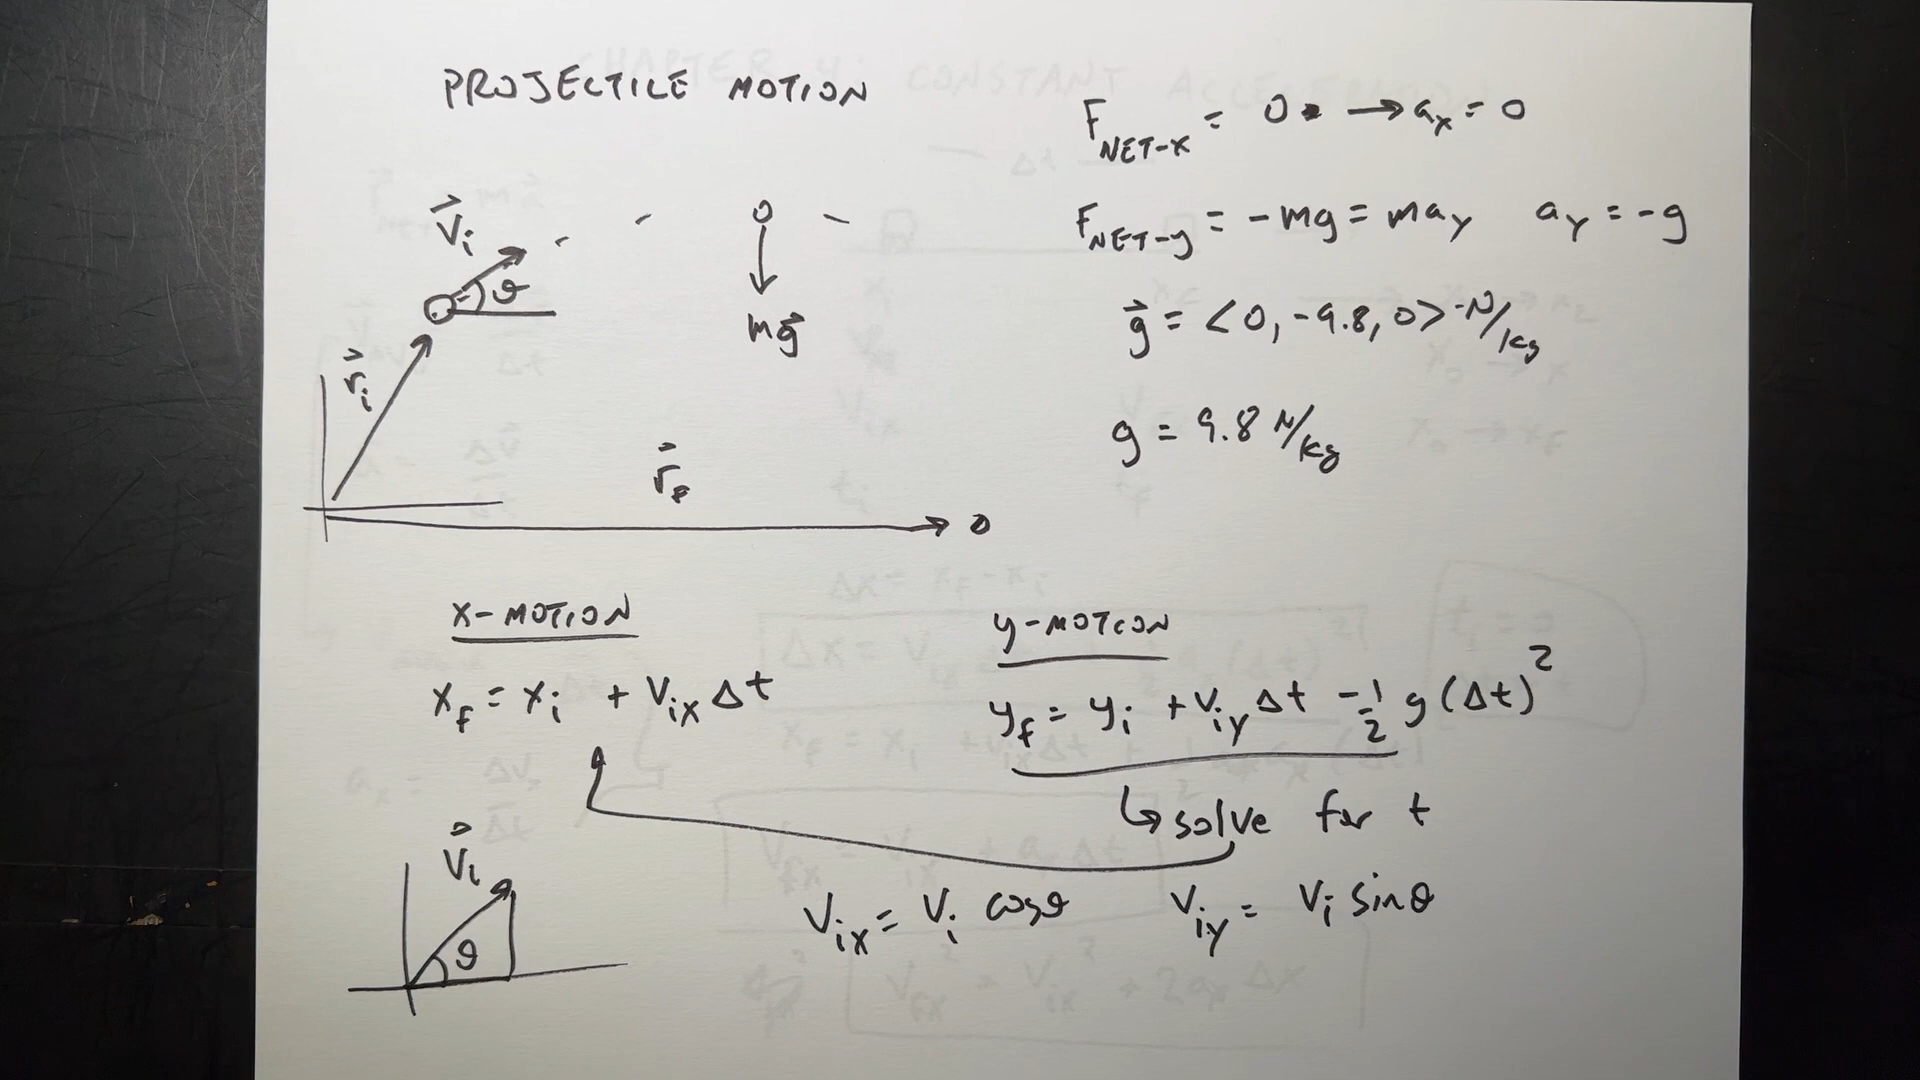 PROJECTILE MOTION
F_NET-x = 0 → a_x = 0
F_NET-y = -mg = ma_y   a_y = -g
g⃗ = <0, -9.8, 0> N/kg
g = 9.8 N/kg
v⃗_i
θ
mg⃗
r⃗_i
r⃗_f
X-MOTION
x_f = x_i + v_ix Δt
y-MOTION
y_f = y_i + v_iy Δt - 1/2 g (Δt)^2
↳ solve for t
v⃗_i
θ
v_ix = v_i cosθ   v_iy = v_i sinθ